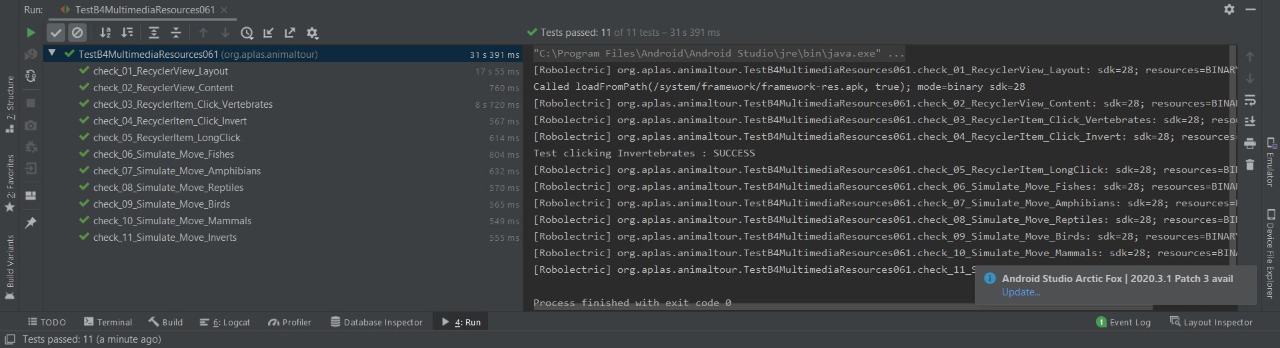 Run: TestB4MultimediaResources061
Tests passed: 11 of 11 tests – 31 s 391 ms
TestB4MultimediaResources061 (org.aplas.animaltour) 31 s 391 ms
check_01_RecyclerView_Layout 17 s 55 ms
check_02_RecyclerView_Content 760 ms
check_03_RecyclerItem_Click_Vertebrates 8 s 720 ms
check_04_RecyclerItem_Click_Invert 567 ms
check_05_RecyclerItem_LongClick 614 ms
check_06_Simulate_Move_Fishes 804 ms
check_07_Simulate_Move_Amphibians 632 ms
check_08_Simulate_Move_Reptiles 570 ms
check_09_Simulate_Move_Birds 565 ms
check_10_Simulate_Move_Mammals 549 ms
check_11_Simulate_Move_Inverts 555 ms
"C:\Program Files\Android\Android Studio\jre\bin\java.exe" ...
[Robolectric] org.aplas.animaltour.TestB4MultimediaResources061.check_01_RecyclerView_Layout: sdk=28; resources=BINARY
Called loadFromPath(/system/framework/framework-res.apk, true); mode=binary sdk=28
[Robolectric] org.aplas.animaltour.TestB4MultimediaResources061.check_02_RecyclerView_Content: sdk=28; resources=BINAR
[Robolectric] org.aplas.animaltour.TestB4MultimediaResources061.check_03_RecyclerItem_Click_Vertebrates: sdk=28; resou
[Robolectric] org.aplas.animaltour.TestB4MultimediaResources061.check_04_RecyclerItem_Click_Invert: sdk=28; resources=
Test clicking Invertebrates : SUCCESS
[Robolectric] org.aplas.animaltour.TestB4MultimediaResources061.check_05_RecyclerItem_LongClick: sdk=28; resources=BIN
[Robolectric] org.aplas.animaltour.TestB4MultimediaResources061.check_06_Simulate_Move_Fishes: sdk=28; resources=BINAR
[Robolectric] org.aplas.animaltour.TestB4MultimediaResources061.check_07_Simulate_Move_Amphibians: sdk=28; resources=B
[Robolectric] org.aplas.animaltour.TestB4MultimediaResources061.check_08_Simulate_Move_Reptiles: sdk=28; resources=BIN
[Robolectric] org.aplas.animaltour.TestB4MultimediaResources061.check_09_Simulate_Move_Birds: sdk=28; resources=BINARY
[Robolectric] org.aplas.animaltour.TestB4MultimediaResources061.check_10_Simulate_Move_Mammals: sdk=28; resources=BINA
[Robolectric] org.aplas.animaltour.TestB4MultimediaResources061.check_11_S
Process finished with exit code 0
Android Studio Arctic Fox | 2020.3.1 Patch 3 avail
Update...
7: Structure
2: Favorites
Build Variants
Emulator
Device File Explorer
TODO Terminal Build 6: Logcat Profiler Database Inspector 4: Run 1 Event Log Layout Inspector
Tests passed: 11 (a minute ago)